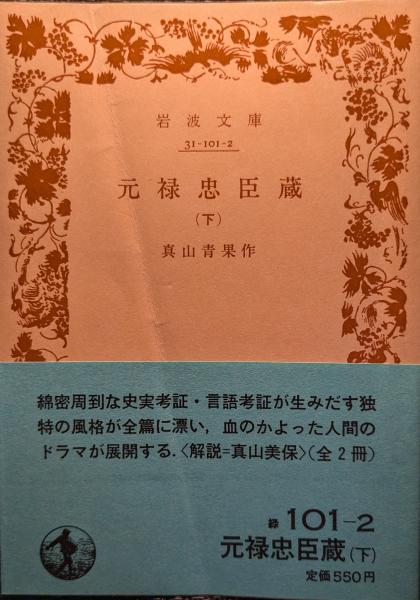 岩波文庫
31-101-2
元禄忠臣蔵
(下)
真山青果作
綿密周到な史実考証・言語考証が生みだす独
特の風格が全篇に漂い,血のかよった人間の
ドラマが展開する.〈解説=真山美保〉(全2冊)
緑 101-2
元禄忠臣蔵(下)
定価550円